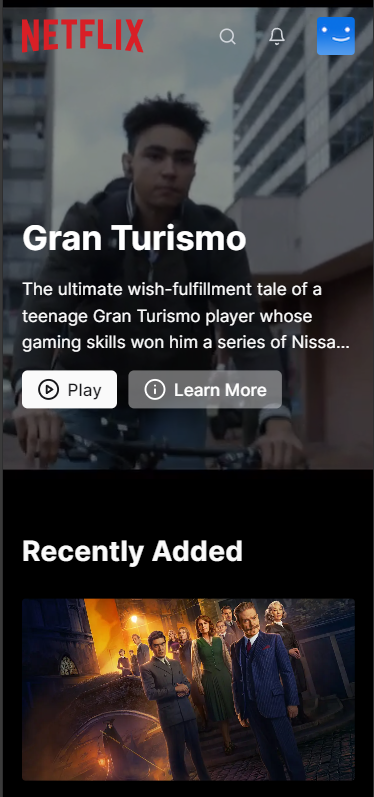 NETFLIX
Gran Turismo
The ultimate wish-fulfillment tale of a
teenage Gran Turismo player whose
gaming skills won him a series of Nissa...
Play
Learn More
Recently Added